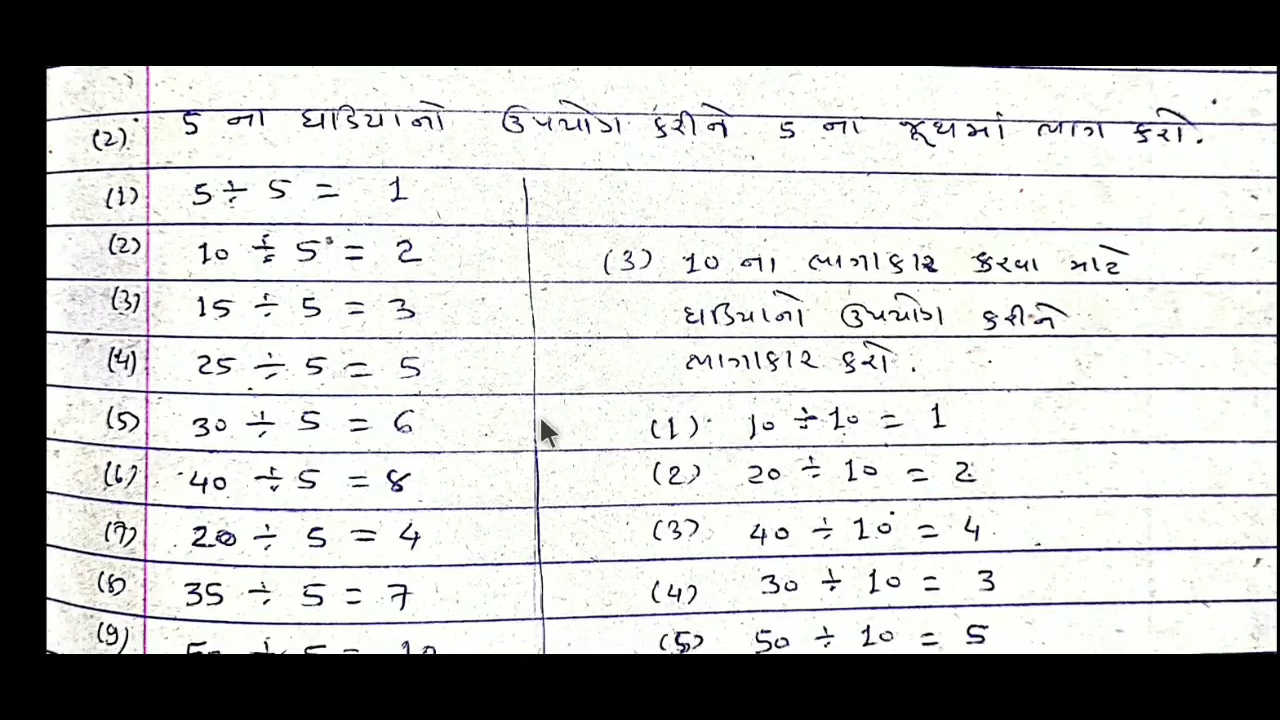 (2). 5 ના ઘડિયાનો ઉપયોગ કરીને 5 ના જૂથમાં ભાગ કરો.
(1) 5 ÷ 5 = 1
(2) 10 ÷ 5 = 2
(3) 15 ÷ 5 = 3
(4) 25 ÷ 5 = 5
(5) 30 ÷ 5 = 6
(6) 40 ÷ 5 = 8
(7) 20 ÷ 5 = 4
(8) 35 ÷ 5 = 7
(9) 50 ÷ 5 = 10
(3) 10 ના ભાગાકાર કરવા માટે
ઘડિયાનો ઉપયોગ કરીને
ભાગાકાર કરો.
(1) 10 ÷ 10 = 1
(2) 20 ÷ 10 = 2
(3) 40 ÷ 10 = 4
(4) 30 ÷ 10 = 3
(5) 50 ÷ 10 = 5